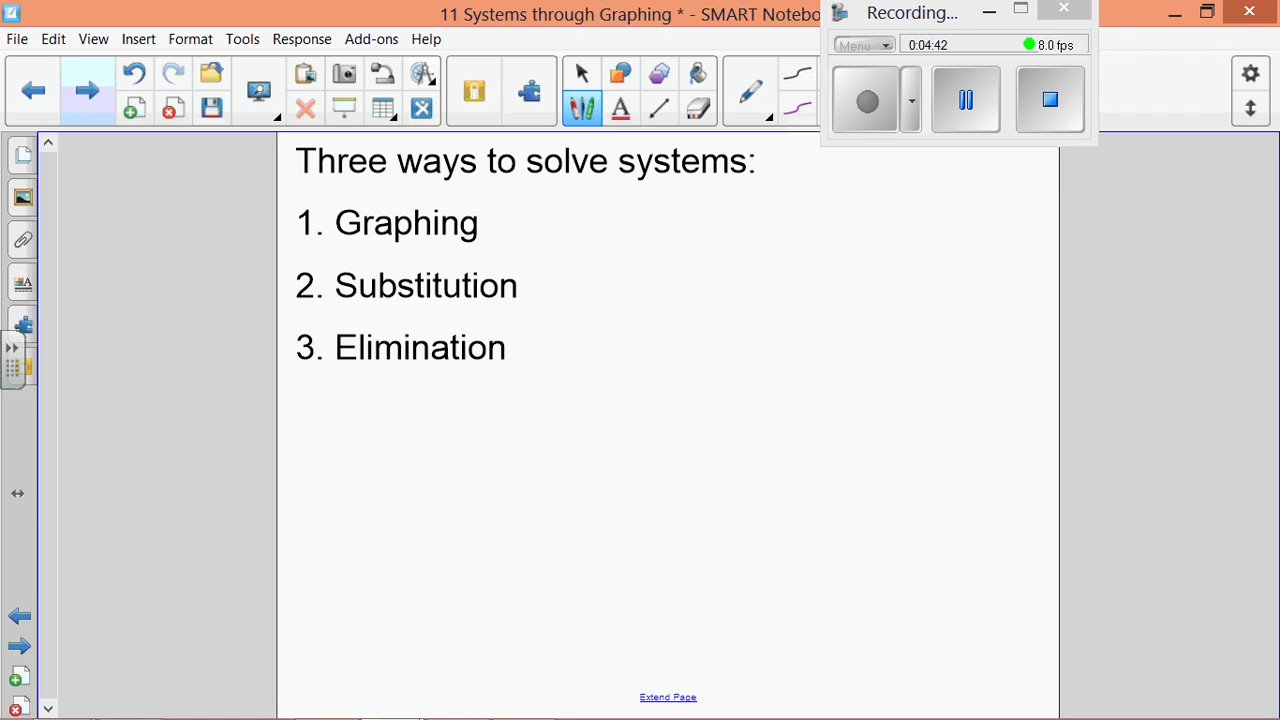 11 Systems through Graphing * - SMART Notebo
Recording...
File Edit View Insert Format Tools Response Add-ons Help
Menu 0:04:42 8.0 fps
Three ways to solve systems:
1. Graphing
2. Substitution
3. Elimination
Extend Page